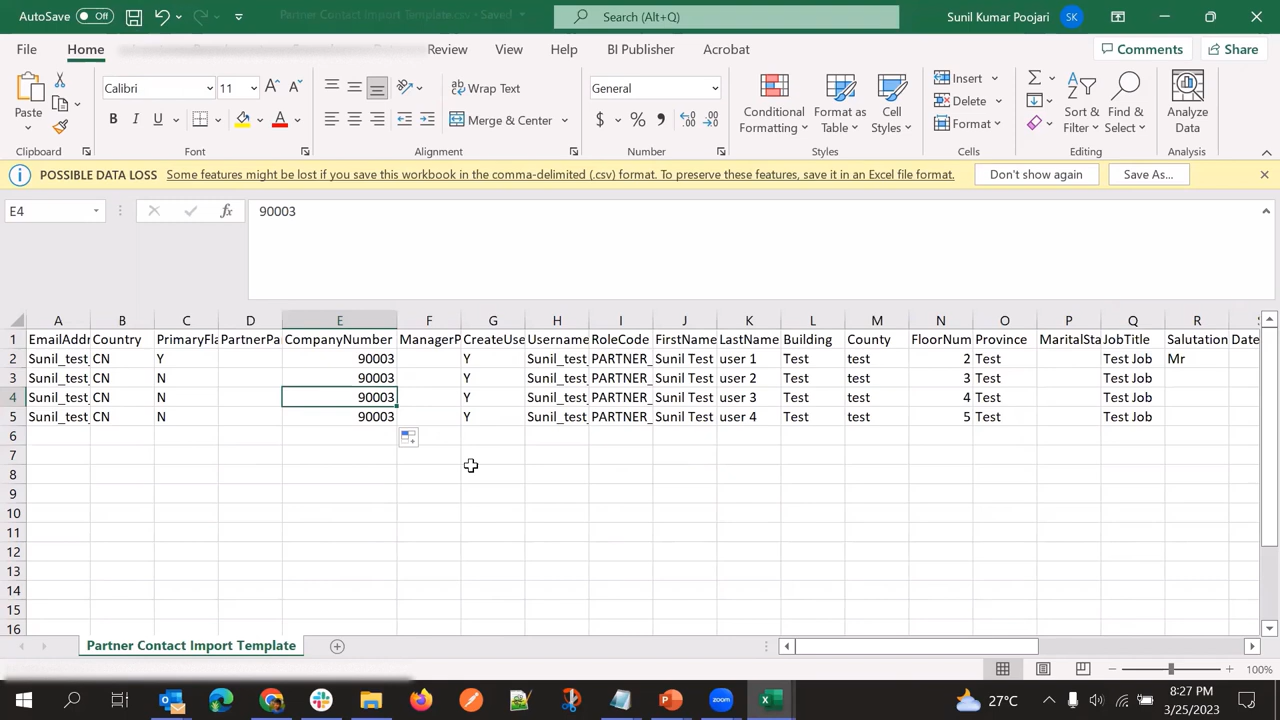 AutoSave Off Partner Contact Import Template.csv - Saved Search (Alt+Q) Sunil Kumar Poojari SK
File Home Review View Help BI Publisher Acrobat Comments Share
Paste Calibri 11 Wrap Text General Conditional Formatting Format as Table Cell Styles Insert Sort & Filter Find & Select Analyze Data
B I U A Merge & Center $ % Delete
Format
Clipboard Font Alignment Number Styles Cells Editing Analysis
POSSIBLE DATA LOSS Some features might be lost if you save this workbook in the comma-delimited (.csv) format. To preserve these features, save it in an Excel file format. Don't show again Save As...
E4 fx 90003
A B C D E F G H I J K L M N O P Q R S
1 EmailAddr Country PrimaryFla PartnerPa CompanyNumber ManagerP CreateUse Username RoleCode FirstName LastName Building County FloorNum Province MaritalSta JobTitle Salutation Date
2 Sunil_test_ CN Y 90003 Y Sunil_test_ PARTNER_ Sunil Test user 1 Test test 2 Test Test Job Mr
3 Sunil_test_ CN N 90003 Y Sunil_test_ PARTNER_ Sunil Test user 2 Test test 3 Test Test Job
4 Sunil_test_ CN N 90003 Y Sunil_test_ PARTNER_ Sunil Test user 3 Test test 4 Test Test Job
5 Sunil_test_ CN N 90003 Y Sunil_test_ PARTNER_ Sunil Test user 4 Test test 5 Test Test Job
6
7
8
9
10
11
12
13
14
15
16
Partner Contact Import Template
100%
27°C 8:27 PM
3/25/2023